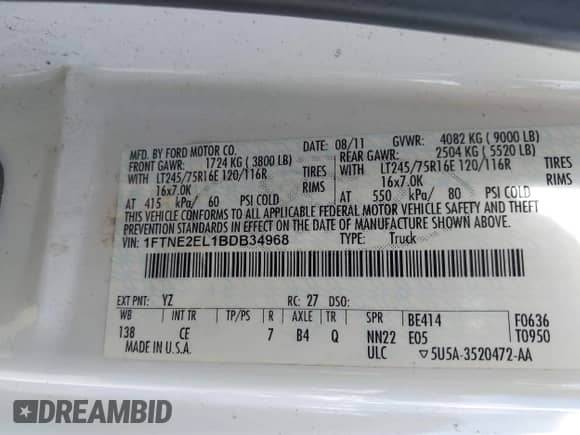 MFD. BY FORD MOTOR CO. DATE: 08/11 GVWR: 4082 KG ( 9000 LB)
FRONT GAWR: 1724 KG ( 3800 LB) REAR GAWR: 2504 KG ( 5520 LB)
WITH LT245/75R16E 120/116R TIRES WITH LT245/75R16E 120/116R TIRES
16x7.0K RIMS 16x7.0K RIMS
AT 415 kPa/ 60 PSI COLD AT 550 kPa/ 80 PSI COLD
THIS VEHICLE CONFORMS TO ALL APPLICABLE FEDERAL MOTOR VEHICLE SAFETY AND THEFT PREVENTION
STANDARDS IN EFFECT ON THE DATE OF MANUFACTURE SHOWN ABOVE.
VIN: 1FTNE2EL1BDB34968 TYPE: Truck
EXT PNT: YZ RC: 27 DSO:
WB INT TR TP/PS R AXLE TR SPR BE414 F0636
138 CE 7 B4 Q NN22 E05 T0950
MADE IN U.S.A. ULC ▽5U5A-3520472-AA
DREAMBID